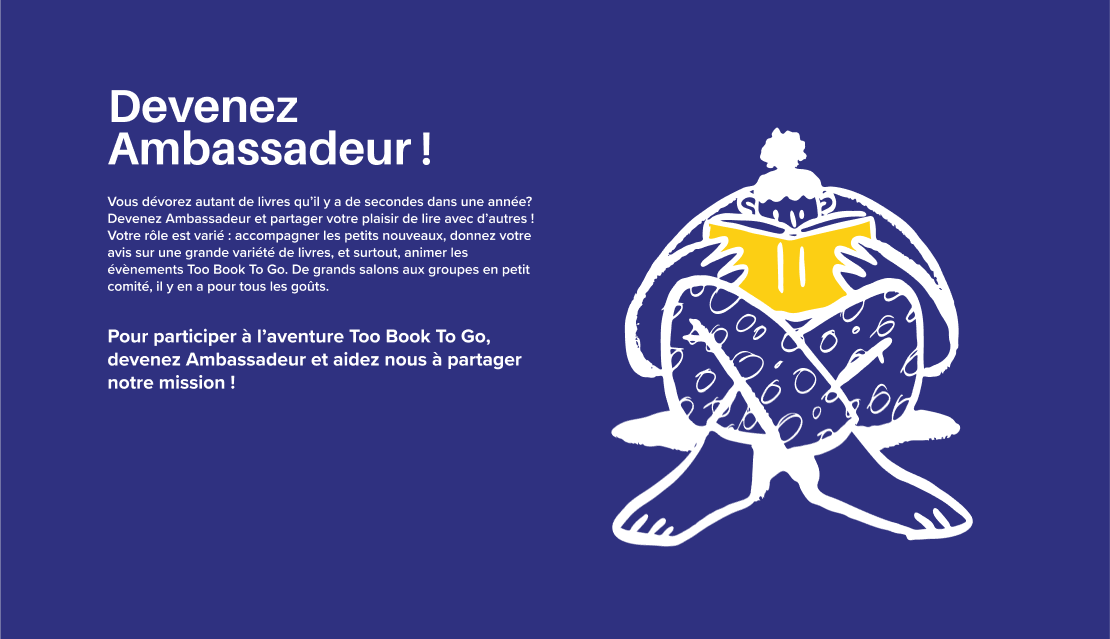 Devenez
Ambassadeur !
Vous dévorez autant de livres qu’il y a de secondes dans une année?
Devenez Ambassadeur et partager votre plaisir de lire avec d’autres !
Votre rôle est varié : accompagner les petits nouveaux, donnez votre
avis sur une grande variété de livres, et surtout, animer les
évènements Too Book To Go. De grands salons aux groupes en petit
comité, il y en a pour tous les goûts.
Pour participer à l’aventure Too Book To Go,
devenez Ambassadeur et aidez nous à partager
notre mission !